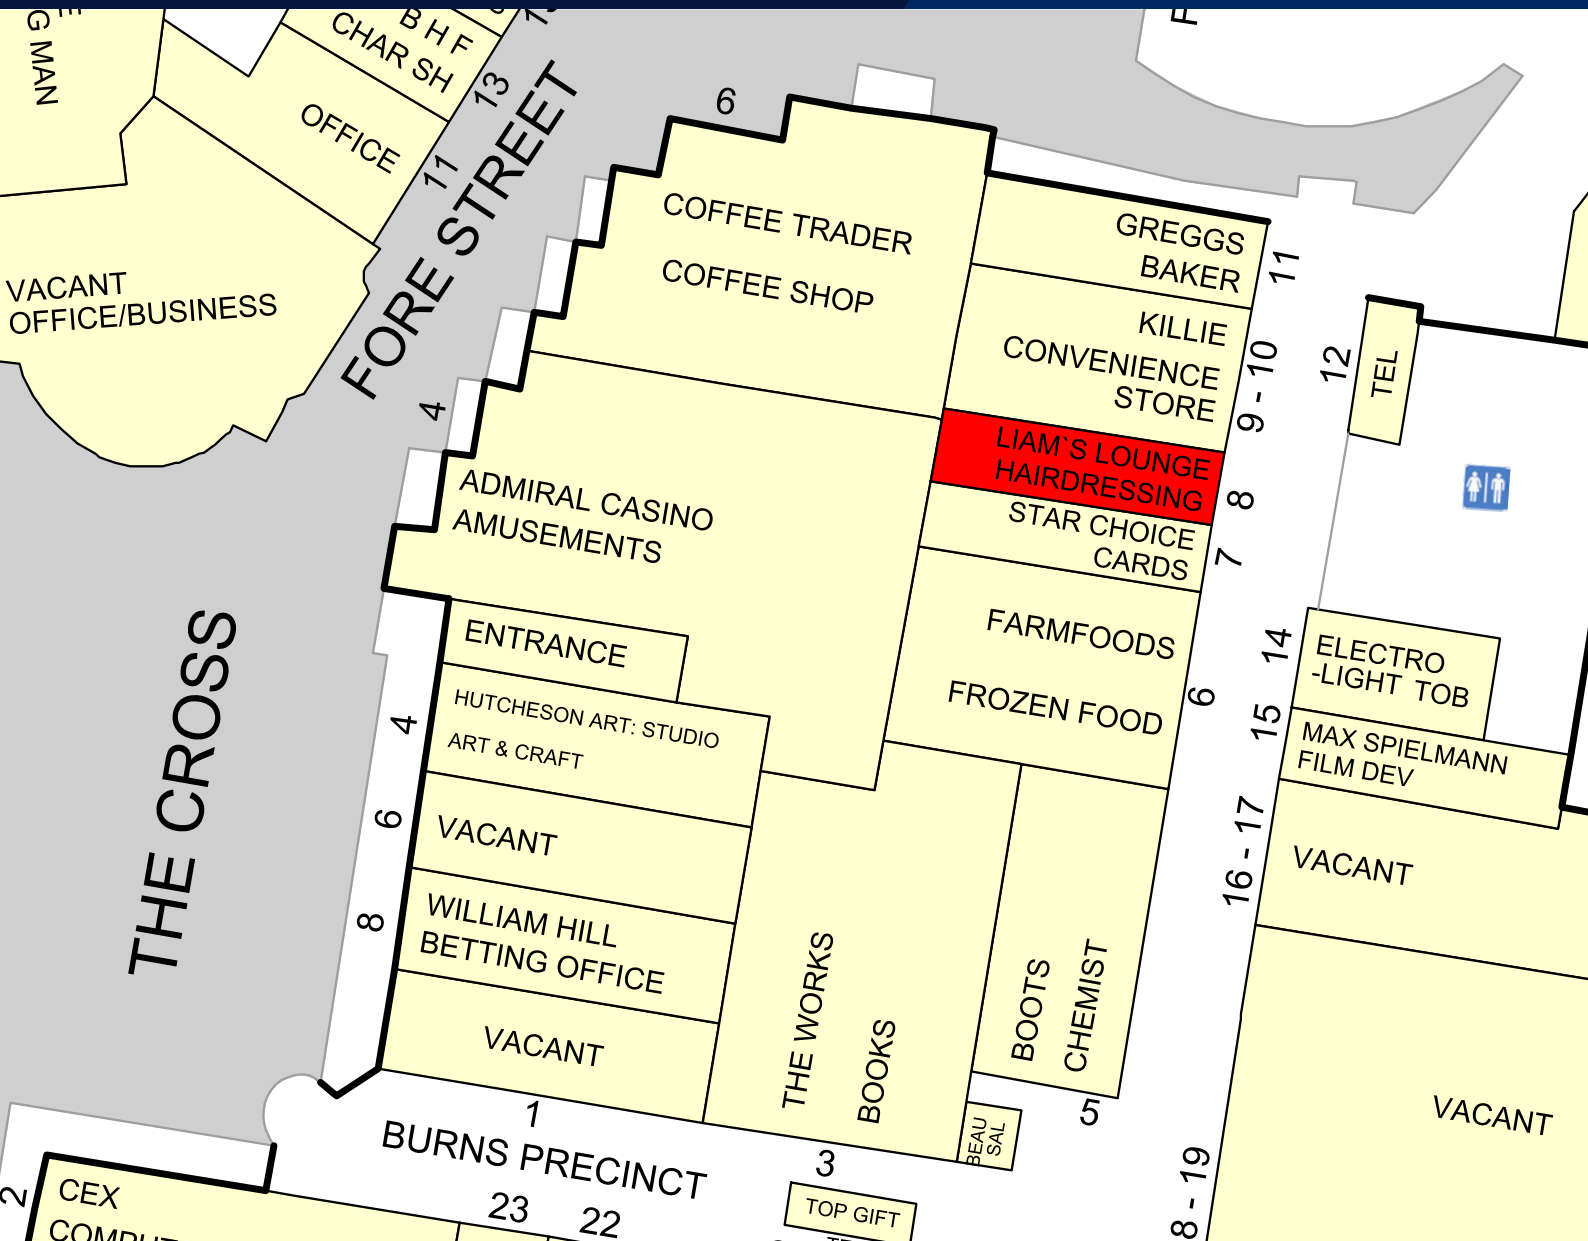 G MAN
B H F
CHAR SH
13
OFFICE
11
FORE STREET
VACANT
OFFICE/BUSINESS
6
COFFEE TRADER
COFFEE SHOP
GREGGS
BAKER
11
KILLIE
CONVENIENCE
STORE
9 - 10
12
TEL
LIAM`S LOUNGE
HAIRDRESSING
8
STAR CHOICE
CARDS
7
4
ADMIRAL CASINO
AMUSEMENTS
FARMFOODS
FROZEN FOOD
6
ENTRANCE
HUTCHESON ART: STUDIO
ART & CRAFT
4
THE CROSS
14
ELECTRO
-LIGHT TOB
15
MAX SPIELMANN
FILM DEV
6
VACANT
16 - 17
VACANT
8
WILLIAM HILL
BETTING OFFICE
VACANT
THE WORKS
BOOKS
BOOTS
CHEMIST
5
BEAU
SAL
1
BURNS PRECINCT
3
TOP GIFT
VACANT
8 - 19
2
CEX
23
22